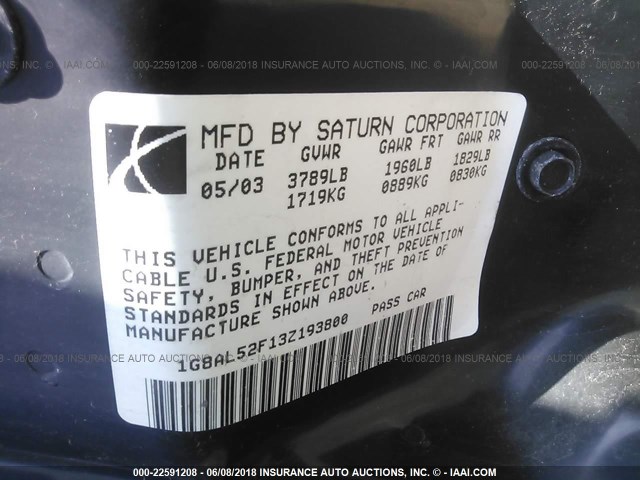 000-22591208 - 06/08/2018 - INSURANCE AUTO AUCTIONS, INC. - © - IAAI.COM
MFD BY SATURN CORPORATION
DATE GVWR GAWR FRT GAWR RR
05/03 3789LB 1960LB 1829LB
1719KG 0889KG 0830KG
THIS VEHICLE CONFORMS TO ALL APPLI-
CABLE U.S. FEDERAL MOTOR VEHICLE
SAFETY, BUMPER, AND THEFT PREVENTION
STANDARDS IN EFFECT ON THE DATE OF
MANUFACTURE SHOWN ABOVE.
1G8AL52F13Z193800 PASS CAR
000-22591208 - 06/08/2018 - INSURANCE AUTO AUCTIONS, INC. - © - IAAI.COM